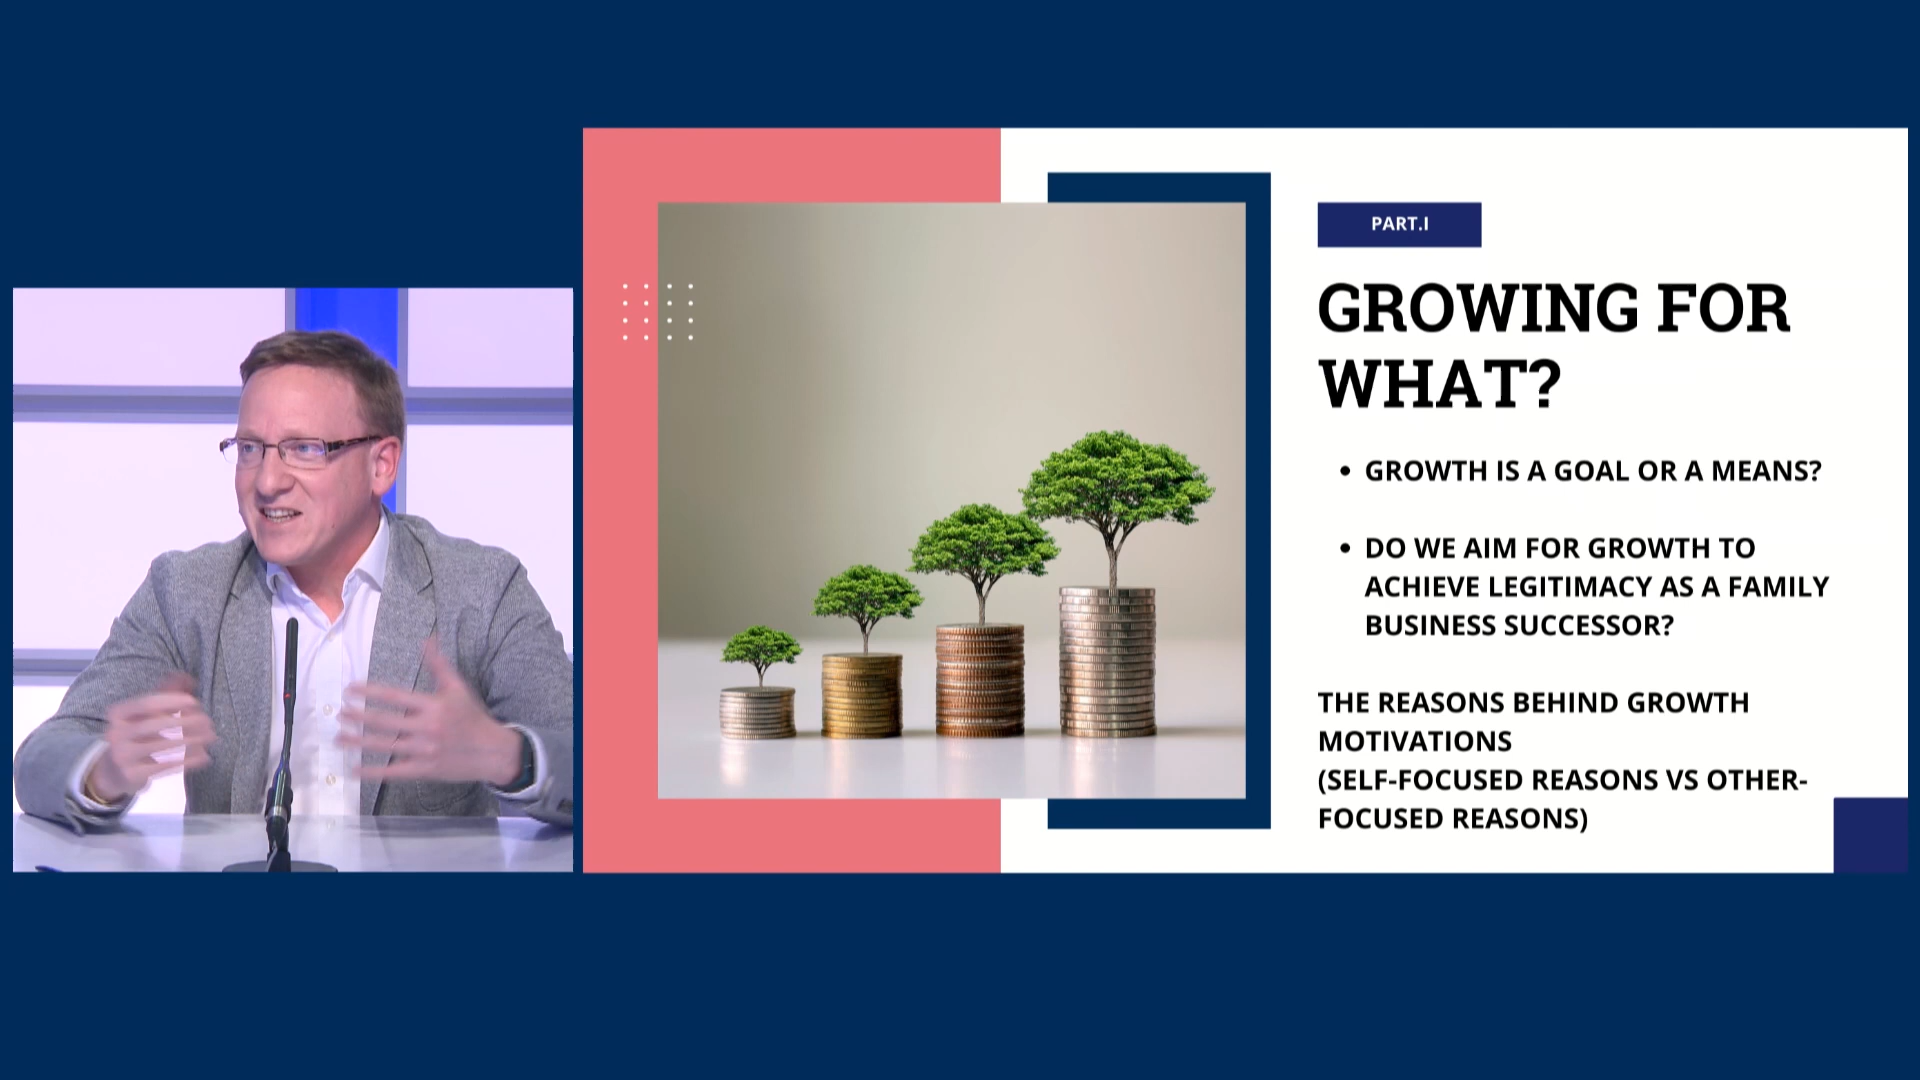 PART.I
GROWING FOR
WHAT?
• GROWTH IS A GOAL OR A MEANS?
• DO WE AIM FOR GROWTH TO
ACHIEVE LEGITIMACY AS A FAMILY
BUSINESS SUCCESSOR?
THE REASONS BEHIND GROWTH
MOTIVATIONS
(SELF-FOCUSED REASONS VS OTHER-
FOCUSED REASONS)